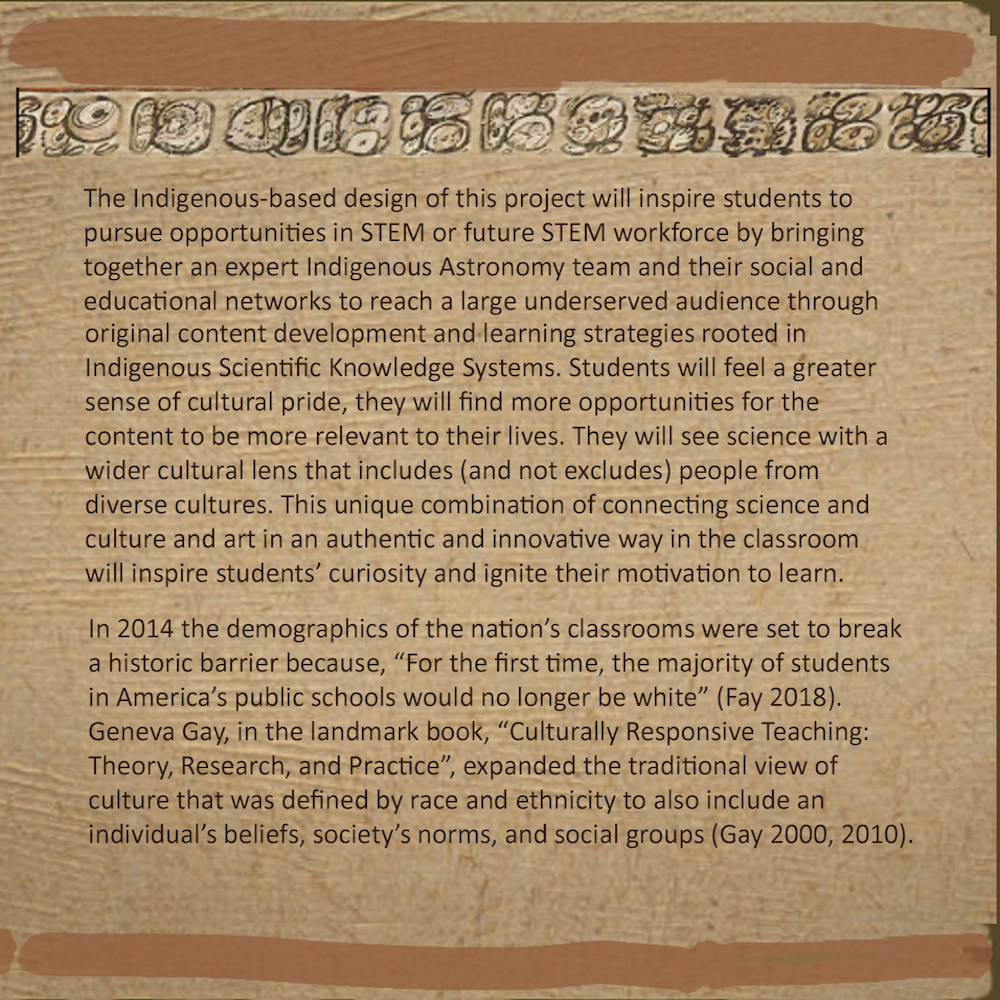 The Indigenous-based design of this project will inspire students to
pursue opportunities in STEM or future STEM workforce by bringing
together an expert Indigenous Astronomy team and their social and
educational networks to reach a large underserved audience through
original content development and learning strategies rooted in
Indigenous Scientific Knowledge Systems. Students will feel a greater
sense of cultural pride, they will find more opportunities for the
content to be more relevant to their lives. They will see science with a
wider cultural lens that includes (and not excludes) people from
diverse cultures. This unique combination of connecting science and
culture and art in an authentic and innovative way in the classroom
will inspire students’ curiosity and ignite their motivation to learn.
In 2014 the demographics of the nation’s classrooms were set to break
a historic barrier because, “For the first time, the majority of students
in America’s public schools would no longer be white” (Fay 2018).
Geneva Gay, in the landmark book, “Culturally Responsive Teaching:
Theory, Research, and Practice”, expanded the traditional view of
culture that was defined by race and ethnicity to also include an
individual’s beliefs, society’s norms, and social groups (Gay 2000, 2010).